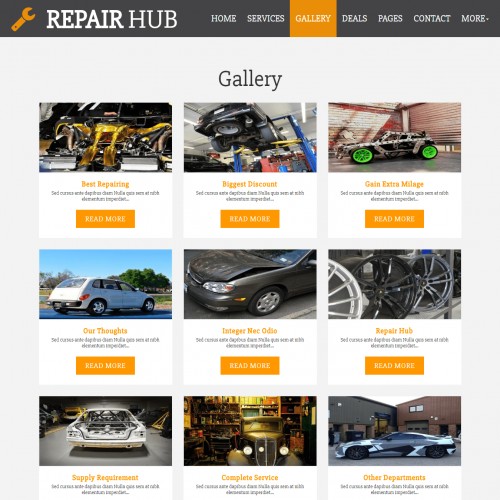 REPAIR HUB
HOME SERVICES GALLERY DEALS PAGES CONTACT MORE
Gallery
Best Repairing
Sed cursus ante dapibus diam Nulla quis sem at nibh
elementum imperdiet...
READ MORE
Biggest Discount
Sed cursus ante dapibus diam Nulla quis sem at nibh
elementum imperdiet...
READ MORE
Gain Extra Milage
Sed cursus ante dapibus diam Nulla quis sem at nibh
elementum imperdiet...
READ MORE
Our Thoughts
Sed cursus ante dapibus diam Nulla quis sem at nibh
elementum imperdiet...
READ MORE
Integer Nec Odio
Sed cursus ante dapibus diam Nulla quis sem at nibh
elementum imperdiet...
READ MORE
Repair Hub
Sed cursus ante dapibus diam Nulla quis sem at nibh
elementum imperdiet...
READ MORE
Supply Requirement
Sed cursus ante dapibus diam Nulla quis sem at nibh
elementum imperdiet...
Complete Service
Sed cursus ante dapibus diam Nulla quis sem at nibh
elementum imperdiet...
Other Departments
Sed cursus ante dapibus diam Nulla quis sem at nibh
elementum imperdiet...